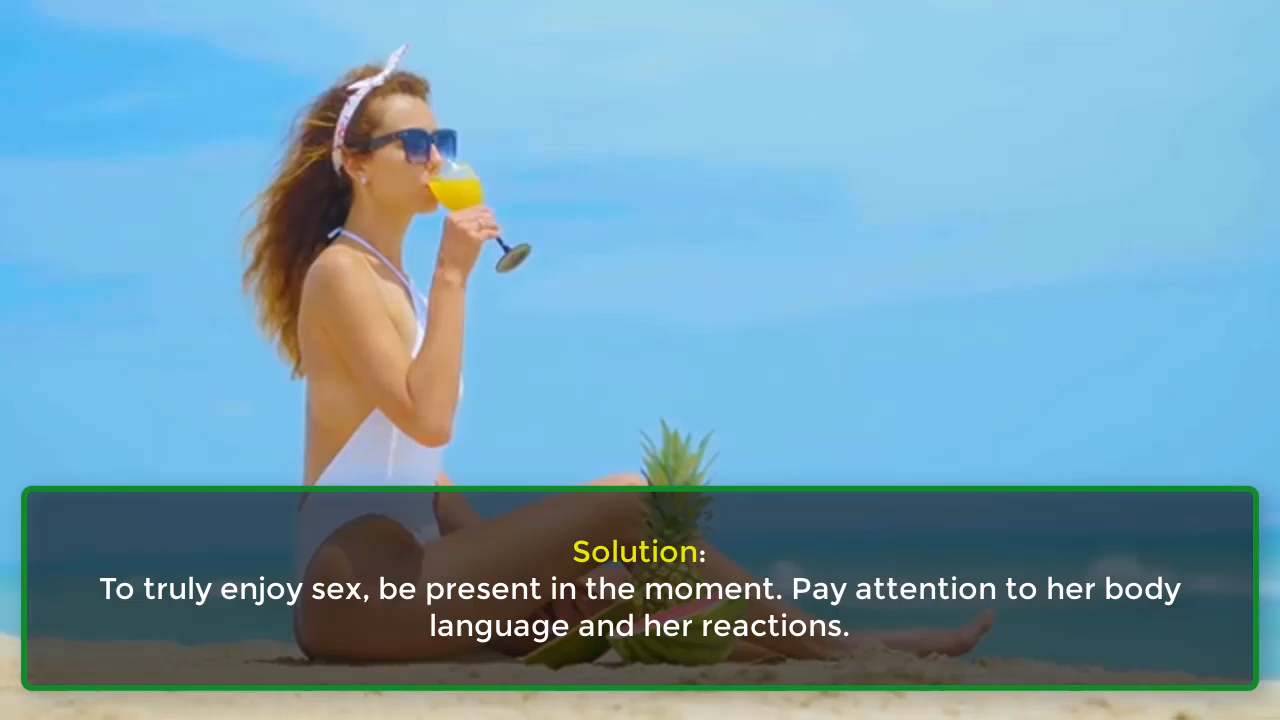 Solution:
To truly enjoy sex, be present in the moment. Pay attention to her body
language and her reactions.